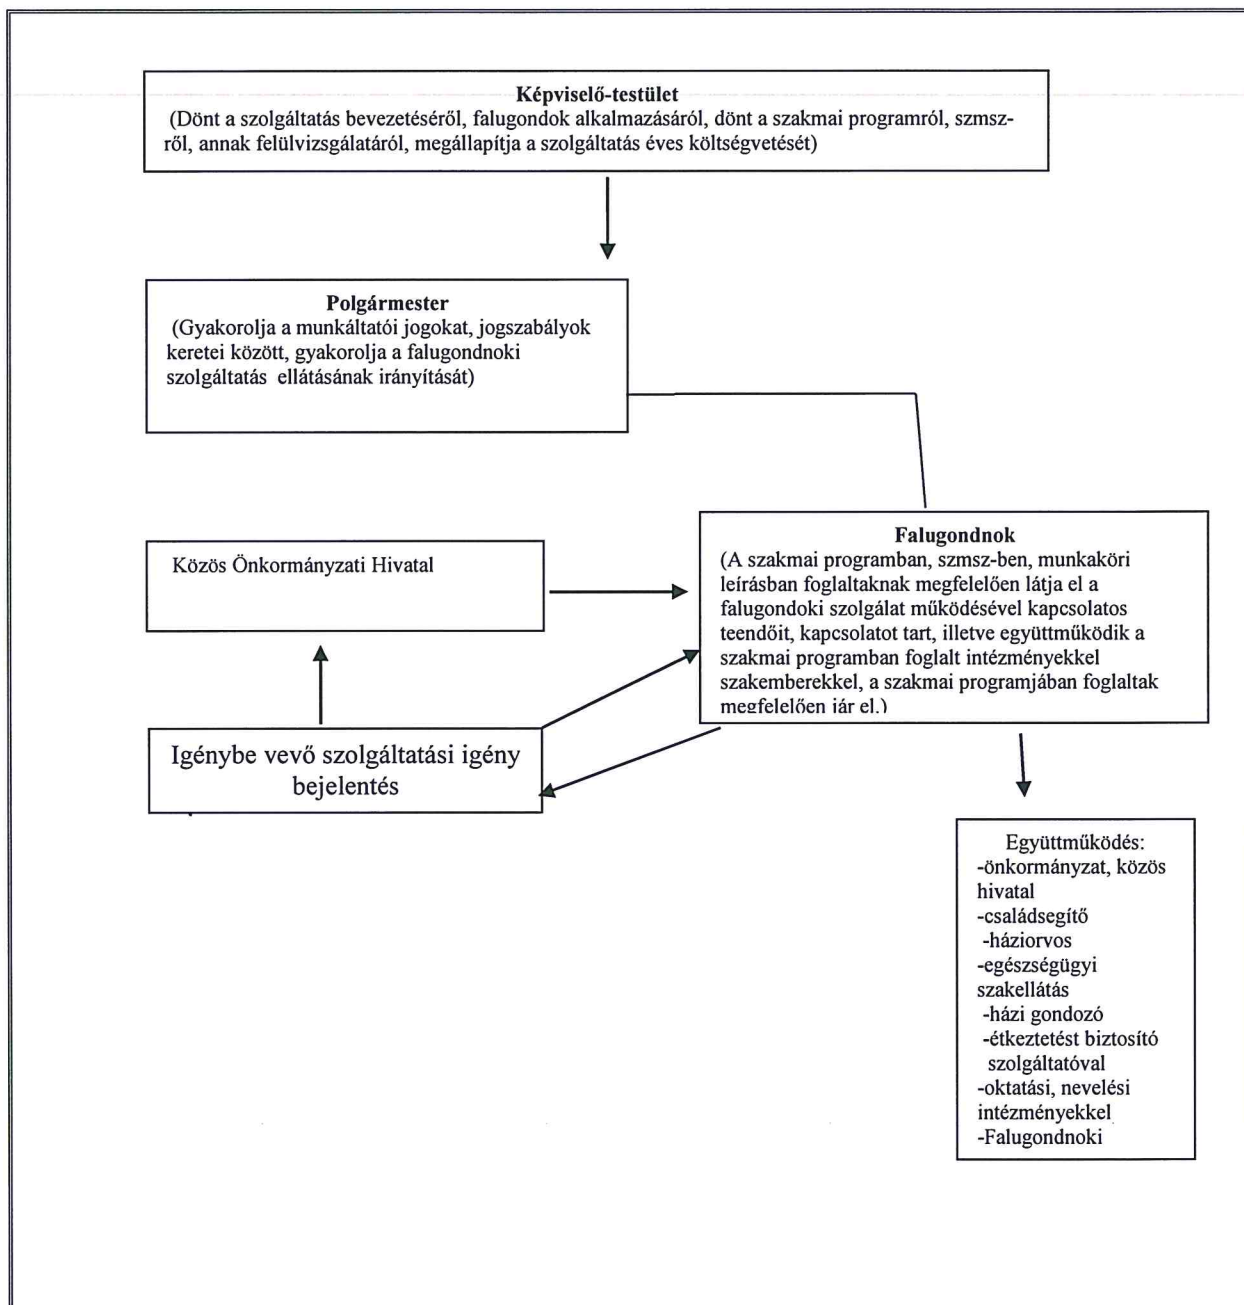 Képviselő-testület
(Dönt a szolgáltatás bevezetéséről, falugondok alkalmazásáról, dönt a szakmai programról, szmsz-
ről, annak felülvizsgálatáról, megállapítja a szolgáltatás éves költségvetését)
Polgármester
(Gyakorolja a munkáltatói jogokat, jogszabályok
keretei között, gyakorolja a falugondnoki
szolgáltatás ellátásának irányítását)
Közös Önkormányzati Hivatal
Falugondnok
(A szakmai programban, szmsz-ben, munkaköri
leírásban foglaltaknak megfelelően látja el a
falugondoki szolgálat működésével kapcsolatos
teendőit, kapcsolatot tart, illetve együttműködik a
szakmai programban foglalt intézményekkel
szakemberekkel, a szakmai programjában foglaltak
megfelelően jár el.)
Igénybe vevő szolgáltatási igény
bejelentés
Együttműködés:
-önkormányzat, közös
hivatal
-családsegítő
-háziorvos
-egészségügyi
szakellátás
-házi gondozó
-étkeztetést biztosító
szolgáltatóval
-oktatási, nevelési
intézményekkel
-Falugondnoki